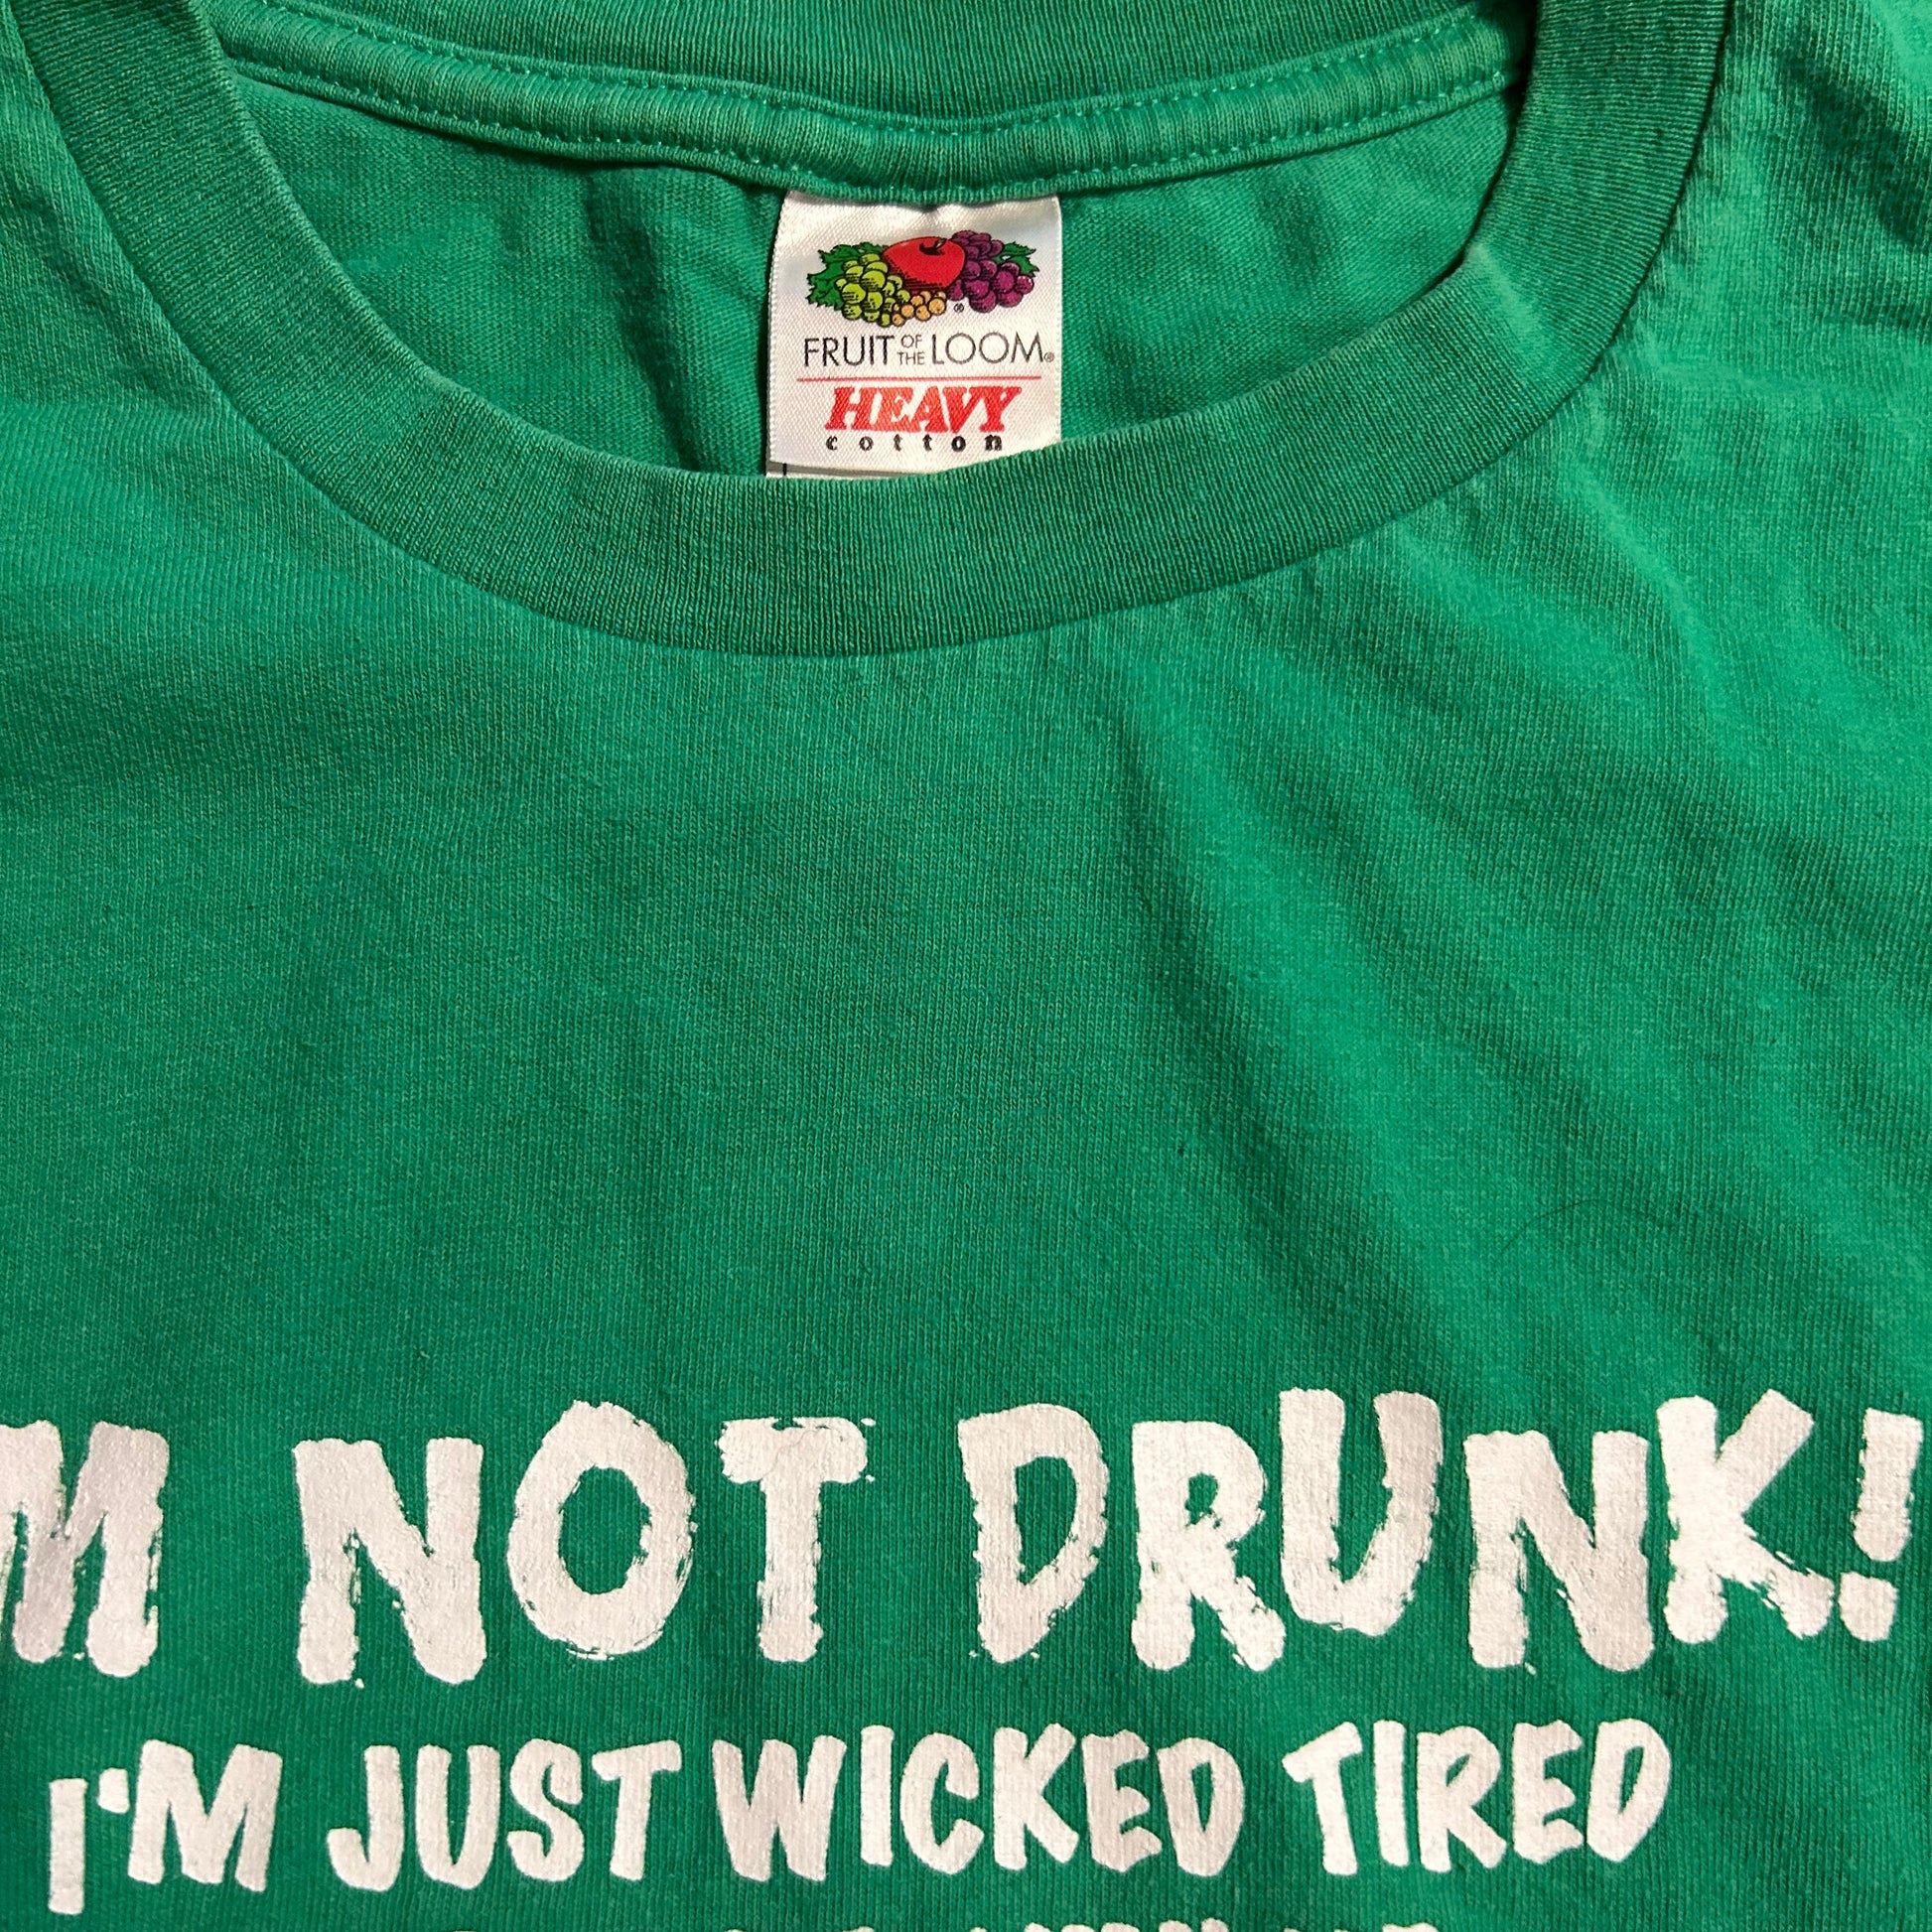 FRUIT OF THE LOOM®
HEAVY
cotton
M NOT DRUNK!
I'M JUST WICKED TIRED